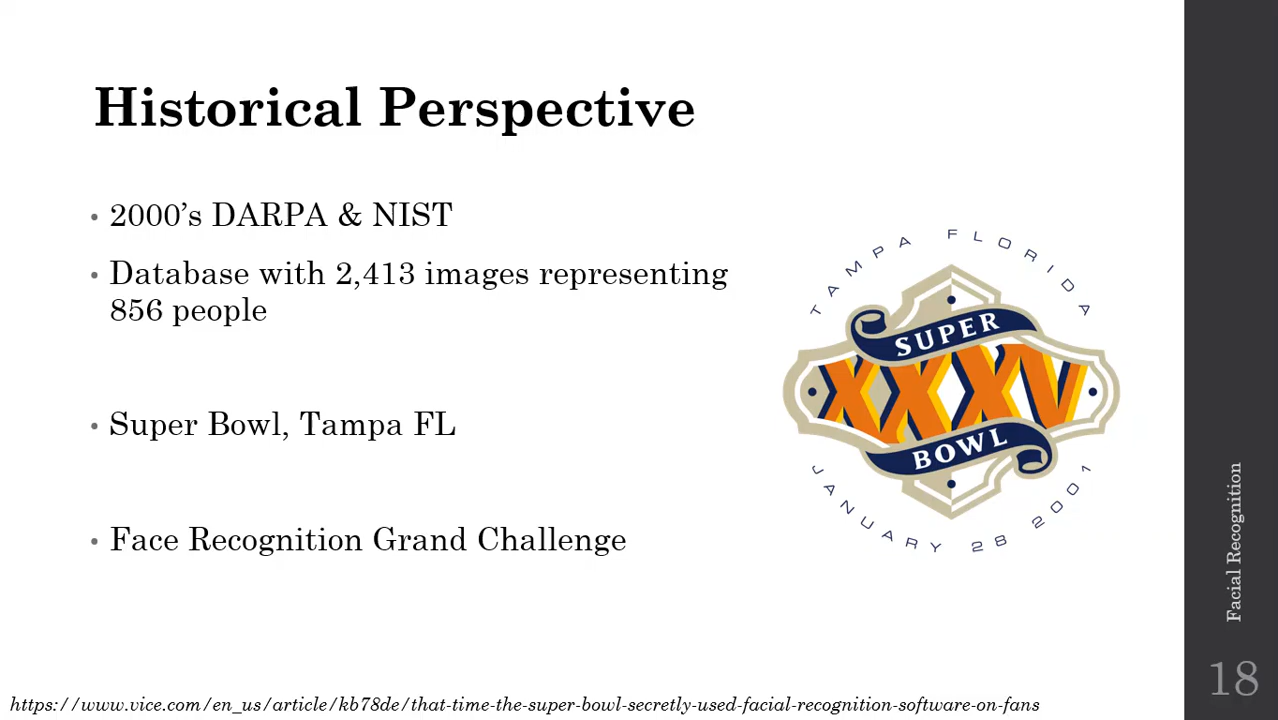 Historical Perspective
2000’s DARPA & NIST
Database with 2,413 images representing
856 people
Super Bowl, Tampa FL
Face Recognition Grand Challenge
TAMPA FLORIDA
SUPER
XXXV
BOWL
JANUARY 28 2001
Facial Recognition
18
https://www.vice.com/en_us/article/kb78de/that-time-the-super-bowl-secretly-used-facial-recognition-software-on-fans